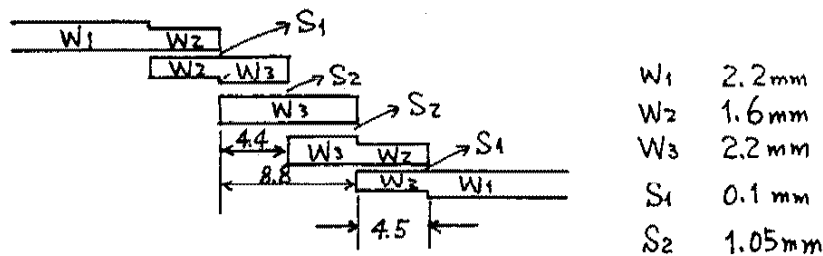 W1 W2 S1
W2 W3 S2
W3 S2
4.4 W3 W2 S1
8.8 W2 W1
4.5
W1 2.2mm
W2 1.6mm
W3 2.2mm
S1 0.1mm
S2 1.05mm